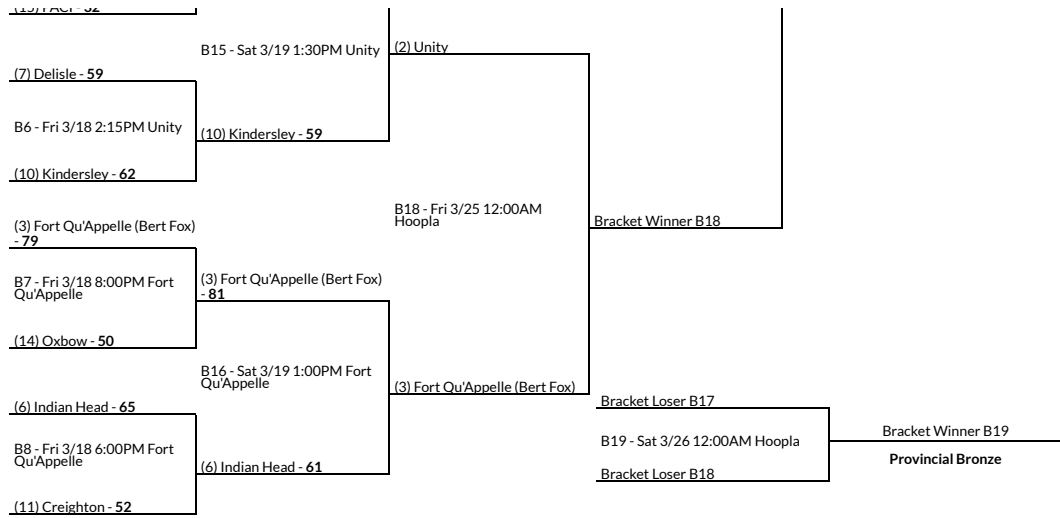 B15 - Sat 3/19 1:30PM Unity
(2) Unity
(7) Delisle - 59
B6 - Fri 3/18 2:15PM Unity
(10) Kindersley - 59
(10) Kindersley - 62
B18 - Fri 3/25 12:00AM
Hoopla
Bracket Winner B18
(3) Fort Qu'Appelle (Bert Fox)
- 79
B7 - Fri 3/18 8:00PM Fort
Qu'Appelle
(3) Fort Qu'Appelle (Bert Fox)
- 81
(14) Oxbow - 50
B16 - Sat 3/19 1:00PM Fort
Qu'Appelle
(3) Fort Qu'Appelle (Bert Fox)
(6) Indian Head - 65
B8 - Fri 3/18 6:00PM Fort
Qu'Appelle
(6) Indian Head - 61
(11) Creighton - 52
Bracket Loser B17
B19 - Sat 3/26 12:00AM Hoopla
Bracket Loser B18
Bracket Winner B19
Provincial Bronze